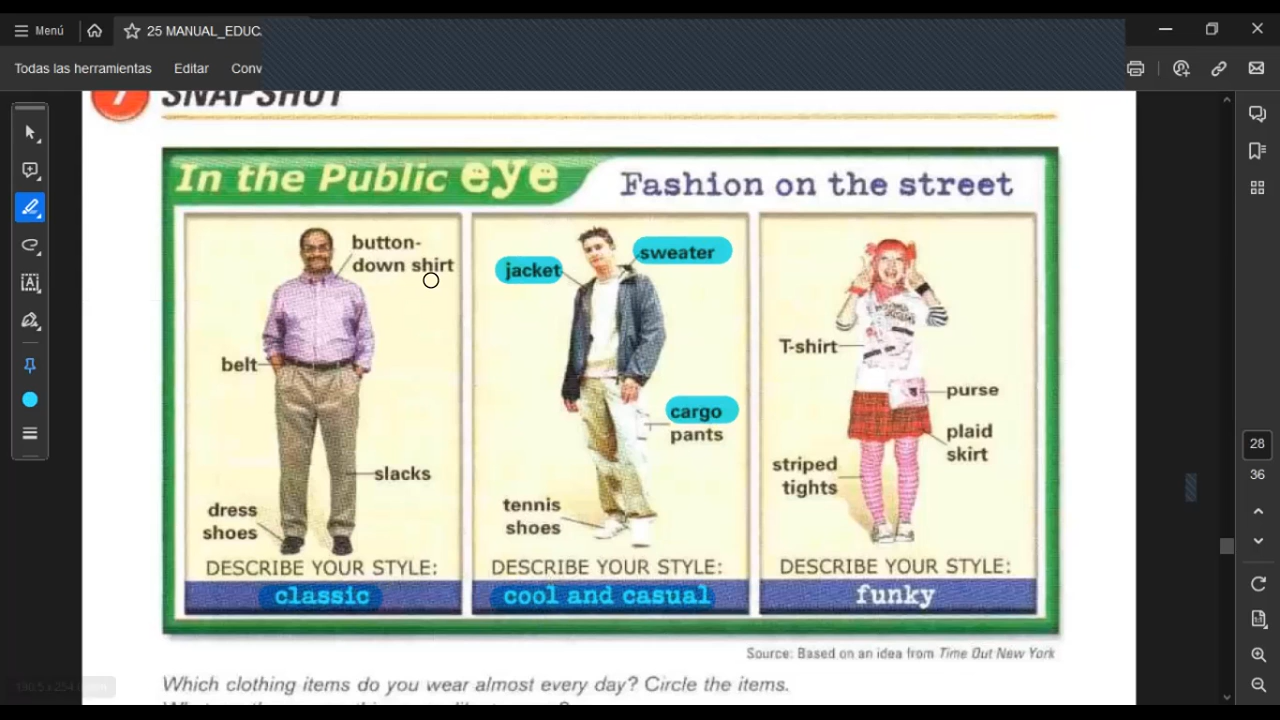 Menú
25 MANUAL_EDUC
Todas las herramientas Editar Conv
7 SNAPSHOT
In the Public eye Fashion on the street
button-
down shirt
belt
slacks
dress
shoes
DESCRIBE YOUR STYLE:
classic
sweater
jacket
cargo
pants
tennis
shoes
DESCRIBE YOUR STYLE:
cool and casual
T-shirt
purse
plaid
skirt
striped
tights
DESCRIBE YOUR STYLE:
funky
Source: Based on an idea from Time Out New York
Which clothing items do you wear almost every day? Circle the items.
28
36